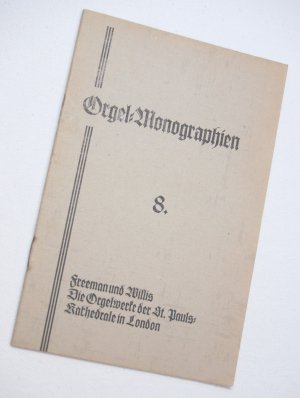 Orgel-Monographien
8.
Freeman und Willis
Die Orgelwerke der St. Pauls-
Kathedrale in London